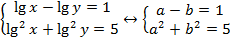 { lg x − lg y = 1 ↔ { a − b = 1
{ lg² x + lg² y = 5 { a² + b² = 5